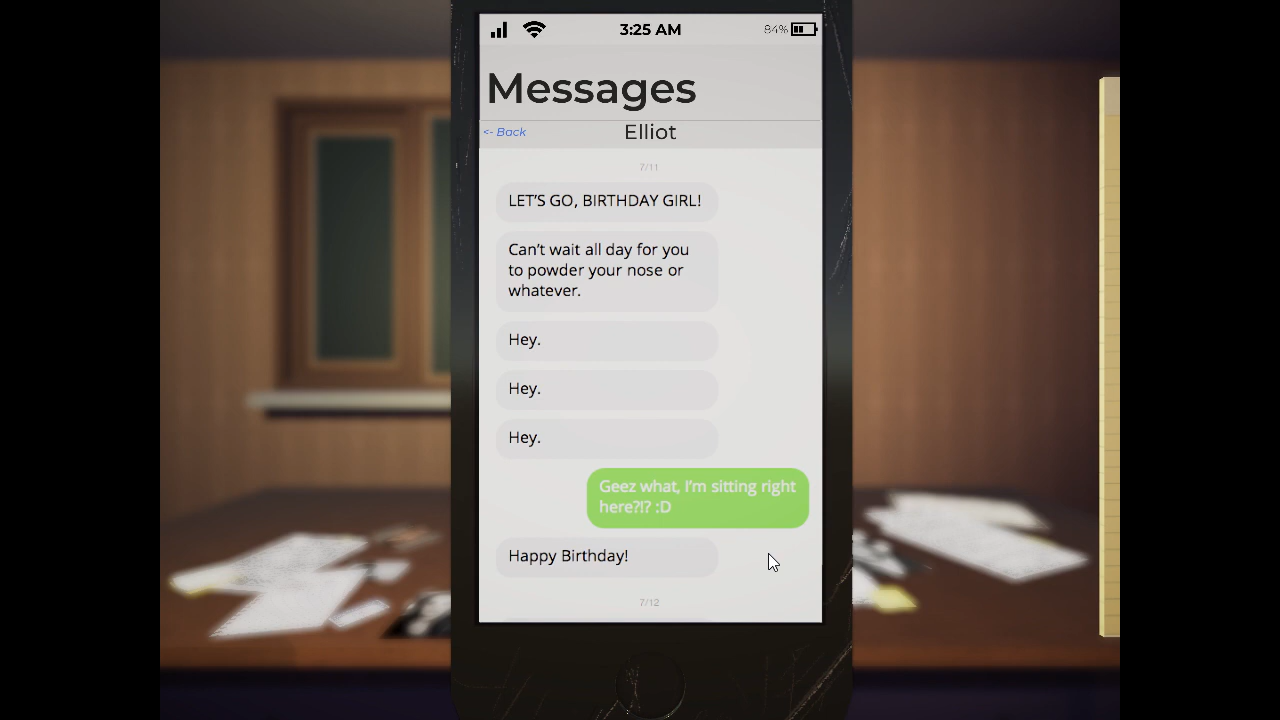 3:25 AM
84%
Messages
<- Back
Elliot
7/11
LET'S GO, BIRTHDAY GIRL!
Can't wait all day for you
to powder your nose or
whatever.
Hey.
Hey.
Hey.
Geez what, I'm sitting right
here?!? :D
Happy Birthday!
7/12